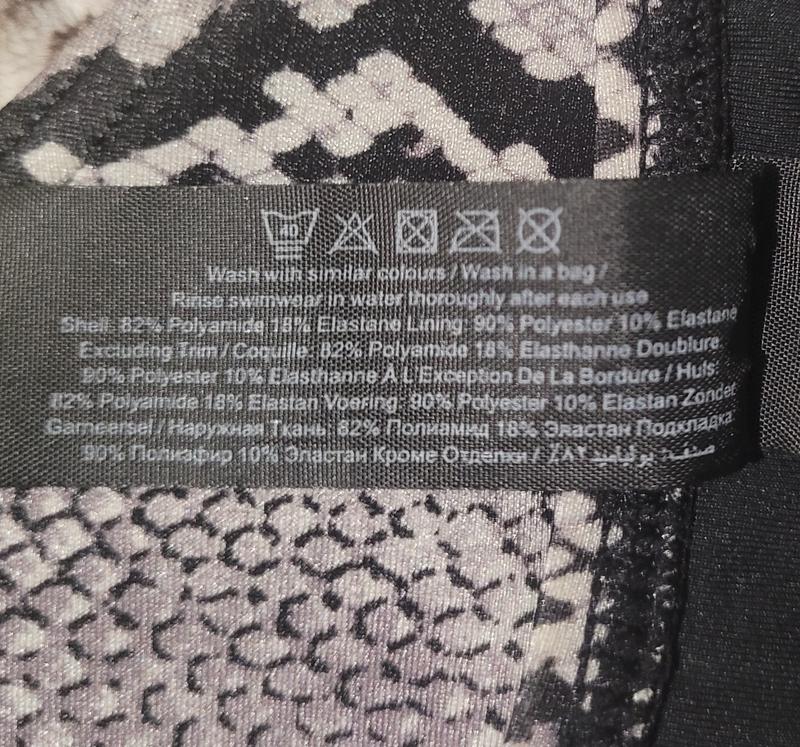 40
Wash with similar colours / Wash in a bag /
Rinse swimwear in water thoroughly after each use
Shell: 82% Polyamide 18% Elastane Lining: 90% Polyester 10% Elastane
Excluding Trim / Coquille: 82% Polyamide 18% Elasthanne Doublure:
90% Polyester 10% Elasthanne À L'Exception De La Bordure / Huls:
82% Polyamide 18% Elastan Voering: 90% Polyester 10% Elastan Zonder
Garneersel / Наружная Ткань: 82% Полиамид 18% Эластан Подкладка:
90% Полиэфир 10% Эластан Кроме Отделки / ٨٢٪